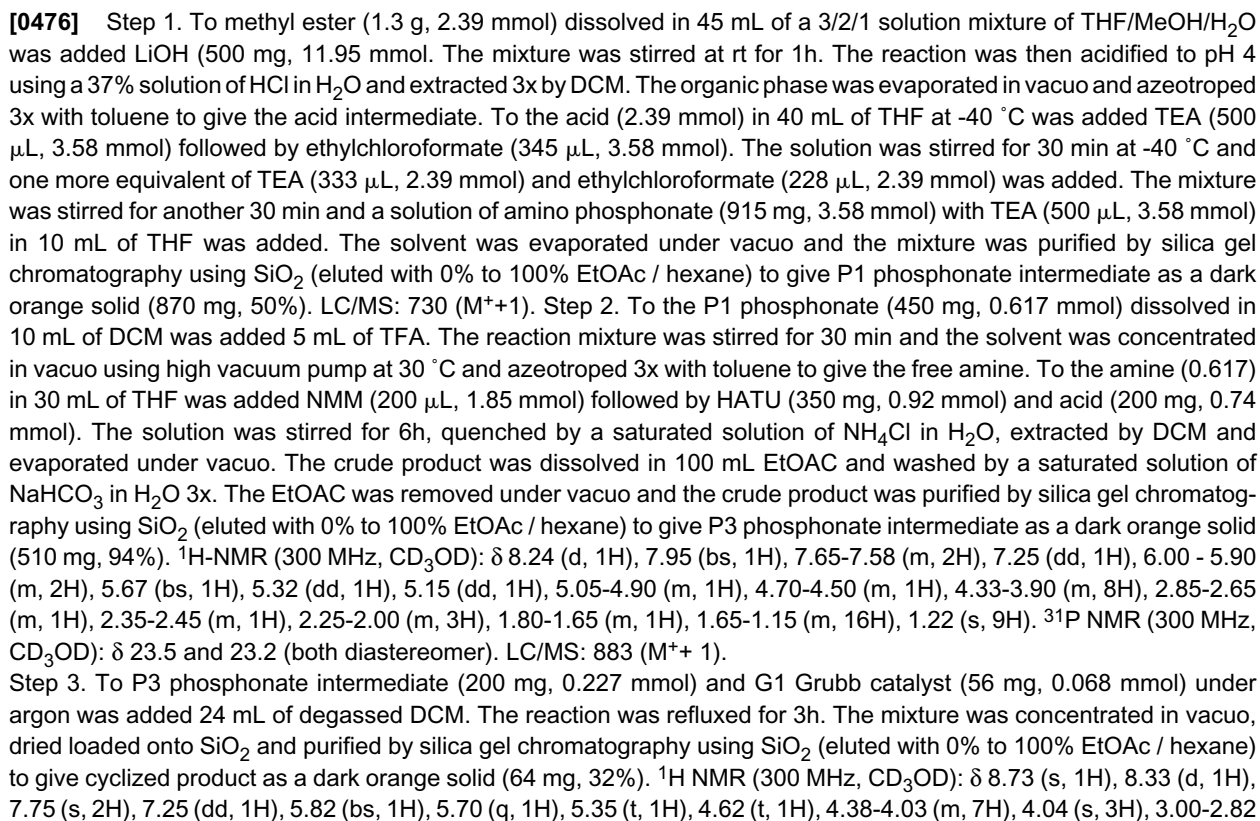 [0476] Step 1. To methyl ester (1.3 g, 2.39 mmol) dissolved in 45 mL of a 3/2/1 solution mixture of THF/MeOH/H2O
was added LiOH (500 mg, 11.95 mmol. The mixture was stirred at rt for 1h. The reaction was then acidified to pH 4
using a 37% solution of HCl in H2O and extracted 3x by DCM. The organic phase was evaporated in vacuo and azeotroped
3x with toluene to give the acid intermediate. To the acid (2.39 mmol) in 40 mL of THF at -40 ˚C was added TEA (500
μL, 3.58 mmol) followed by ethylchloroformate (345 μL, 3.58 mmol). The solution was stirred for 30 min at -40 ˚C and
one more equivalent of TEA (333 μL, 2.39 mmol) and ethylchloroformate (228 μL, 2.39 mmol) was added. The mixture
was stirred for another 30 min and a solution of amino phosphonate (915 mg, 3.58 mmol) with TEA (500 μL, 3.58 mmol)
in 10 mL of THF was added. The solvent was evaporated under vacuo and the mixture was purified by silica gel
chromatography using SiO2 (eluted with 0% to 100% EtOAc / hexane) to give P1 phosphonate intermediate as a dark
orange solid (870 mg, 50%). LC/MS: 730 (M++1). Step 2. To the P1 phosphonate (450 mg, 0.617 mmol) dissolved in
10 mL of DCM was added 5 mL of TFA. The reaction mixture was stirred for 30 min and the solvent was concentrated
in vacuo using high vacuum pump at 30 ˚C and azeotroped 3x with toluene to give the free amine. To the amine (0.617)
in 30 mL of THF was added NMM (200 μL, 1.85 mmol) followed by HATU (350 mg, 0.92 mmol) and acid (200 mg, 0.74
mmol). The solution was stirred for 6h, quenched by a saturated solution of NH4Cl in H2O, extracted by DCM and
evaporated under vacuo. The crude product was dissolved in 100 mL EtOAC and washed by a saturated solution of
NaHCO3 in H2O 3x. The EtOAC was removed under vacuo and the crude product was purified by silica gel chromatog-
raphy using SiO2 (eluted with 0% to 100% EtOAc / hexane) to give P3 phosphonate intermediate as a dark orange solid
(510 mg, 94%). 1H-NMR (300 MHz, CD3OD): δ 8.24 (d, 1H), 7.95 (bs, 1H), 7.65-7.58 (m, 2H), 7.25 (dd, 1H), 6.00 - 5.90
(m, 2H), 5.67 (bs, 1H), 5.32 (dd, 1H), 5.15 (dd, 1H), 5.05-4.90 (m, 1H), 4.70-4.50 (m, 1H), 4.33-3.90 (m, 8H), 2.85-2.65
(m, 1H), 2.35-2.45 (m, 1H), 2.25-2.00 (m, 3H), 1.80-1.65 (m, 1H), 1.65-1.15 (m, 16H), 1.22 (s, 9H). 31P NMR (300 MHz,
CD3OD): δ 23.5 and 23.2 (both diastereomer). LC/MS: 883 (M++ 1).
Step 3. To P3 phosphonate intermediate (200 mg, 0.227 mmol) and G1 Grubb catalyst (56 mg, 0.068 mmol) under
argon was added 24 mL of degassed DCM. The reaction was refluxed for 3h. The mixture was concentrated in vacuo,
dried loaded onto SiO2 and purified by silica gel chromatography using SiO2 (eluted with 0% to 100% EtOAc / hexane)
to give cyclized product as a dark orange solid (64 mg, 32%). 1H NMR (300 MHz, CD3OD): δ 8.73 (s, 1H), 8.33 (d, 1H),
7.75 (s, 2H), 7.25 (dd, 1H), 5.82 (bs, 1H), 5.70 (q, 1H), 5.35 (t, 1H), 4.62 (t, 1H), 4.38-4.03 (m, 7H), 4.04 (s, 3H), 3.00-2.82